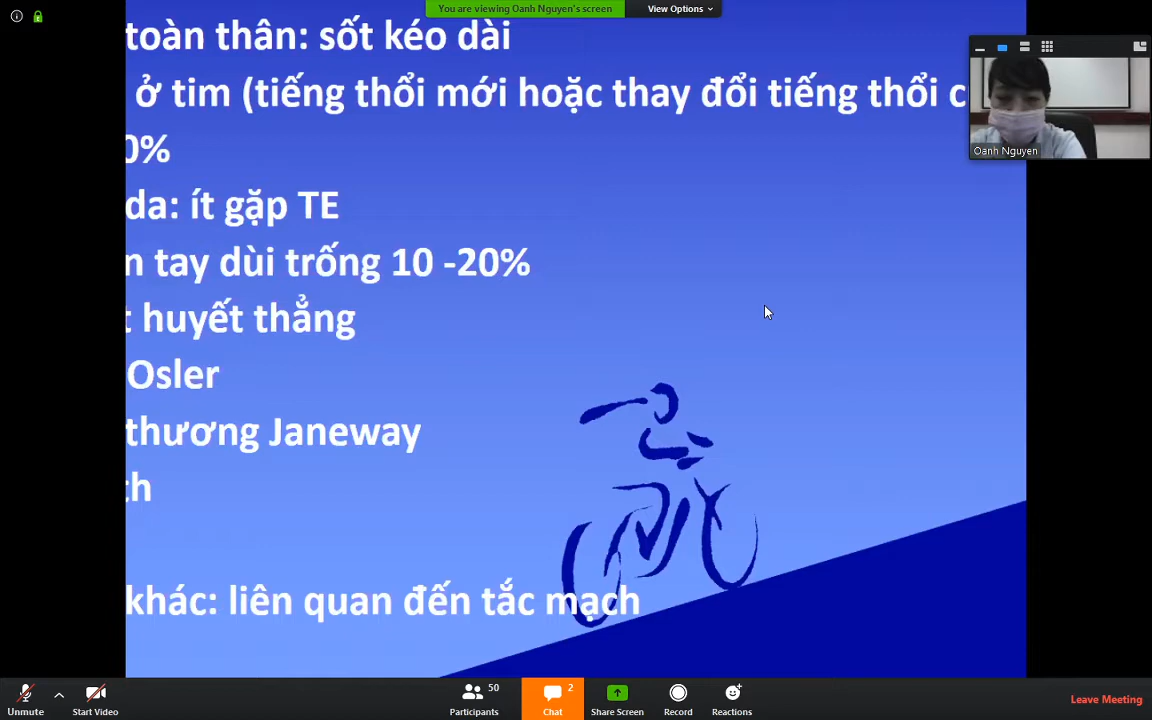 You are viewing Oanh Nguyen's screen
View Options
toàn thân: sốt kéo dài
ở tim (tiếng thổi mới hoặc thay đổi tiếng thổi c
0%
da: ít gặp TE
n tay dùi trống 10 -20%
t huyết thẳng
Osler
thương Janeway
ch
khác: liên quan đến tắc mạch
Oanh Nguyen
Unmute
Start Video
50
Participants
2
Chat
Share Screen
Record
Reactions
Leave Meeting